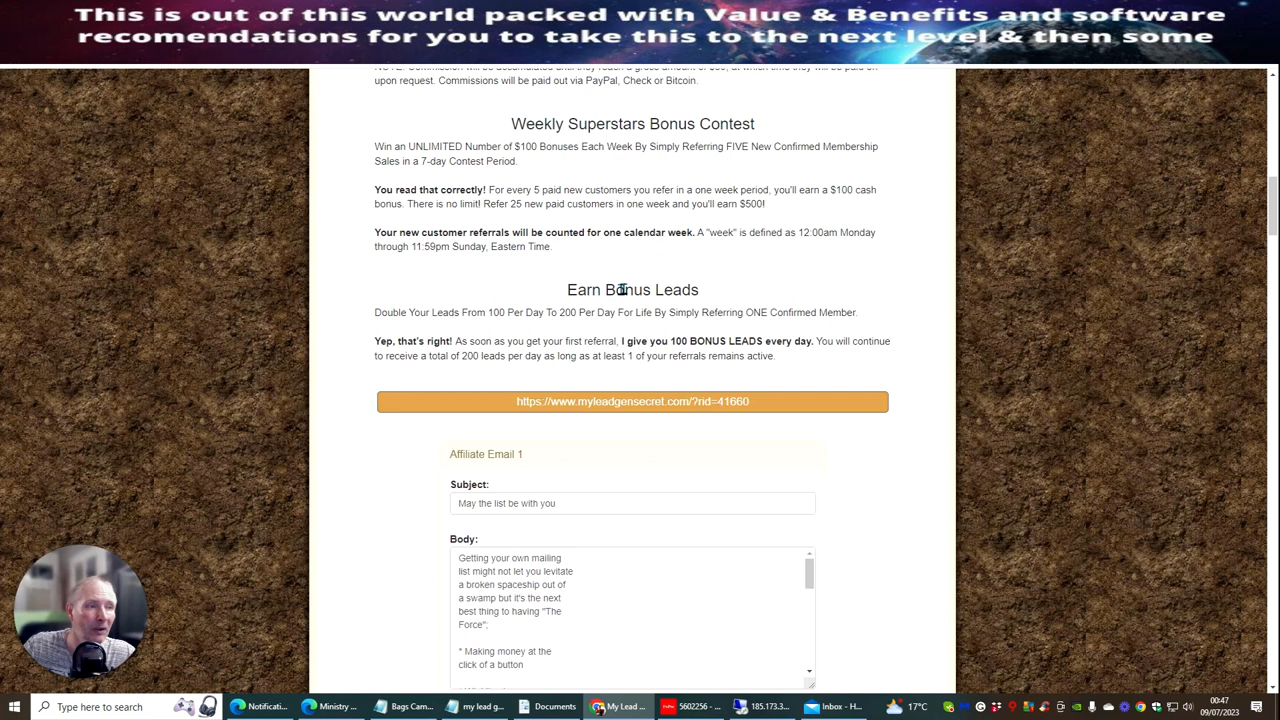 This is out of this world packed with Value & Benefits and software
recomendations for you to take this to the next level & then some
upon request. Commissions will be paid out via PayPal, Check or Bitcoin.
Weekly Superstars Bonus Contest
Win an UNLIMITED Number of $100 Bonuses Each Week By Simply Referring FIVE New Confirmed Membership
Sales in a 7-day Contest Period.
You read that correctly! For every 5 paid new customers you refer in a one week period, you'll earn a $100 cash
bonus. There is no limit! Refer 25 new paid customers in one week and you'll earn $500!
Your new customer referrals will be counted for one calendar week. A "week" is defined as 12:00am Monday
through 11:59pm Sunday, Eastern Time.
Earn Bonus Leads
Double Your Leads From 100 Per Day To 200 Per Day For Life By Simply Referring ONE Confirmed Member.
Yep, that's right! As soon as you get your first referral, I give you 100 BONUS LEADS every day. You will continue
to receive a total of 200 leads per day as long as at least 1 of your referrals remains active.
https://www.myleadgensecret.com/?rid=41660
Affiliate Email 1
Subject:
May the list be with you
Body:
Getting your own mailing
list might not let you levitate
a broken spaceship out of
a swamp but it's the next
best thing to having "The
Force";
* Making money at the
click of a button
Type here to search
Notificati...
Ministry ...
Bags Cam...
my lead g...
Documents
My Lead ...
5602256 - ...
185.173.3...
Inbox - H...
17°C
00:47
09/07/2023